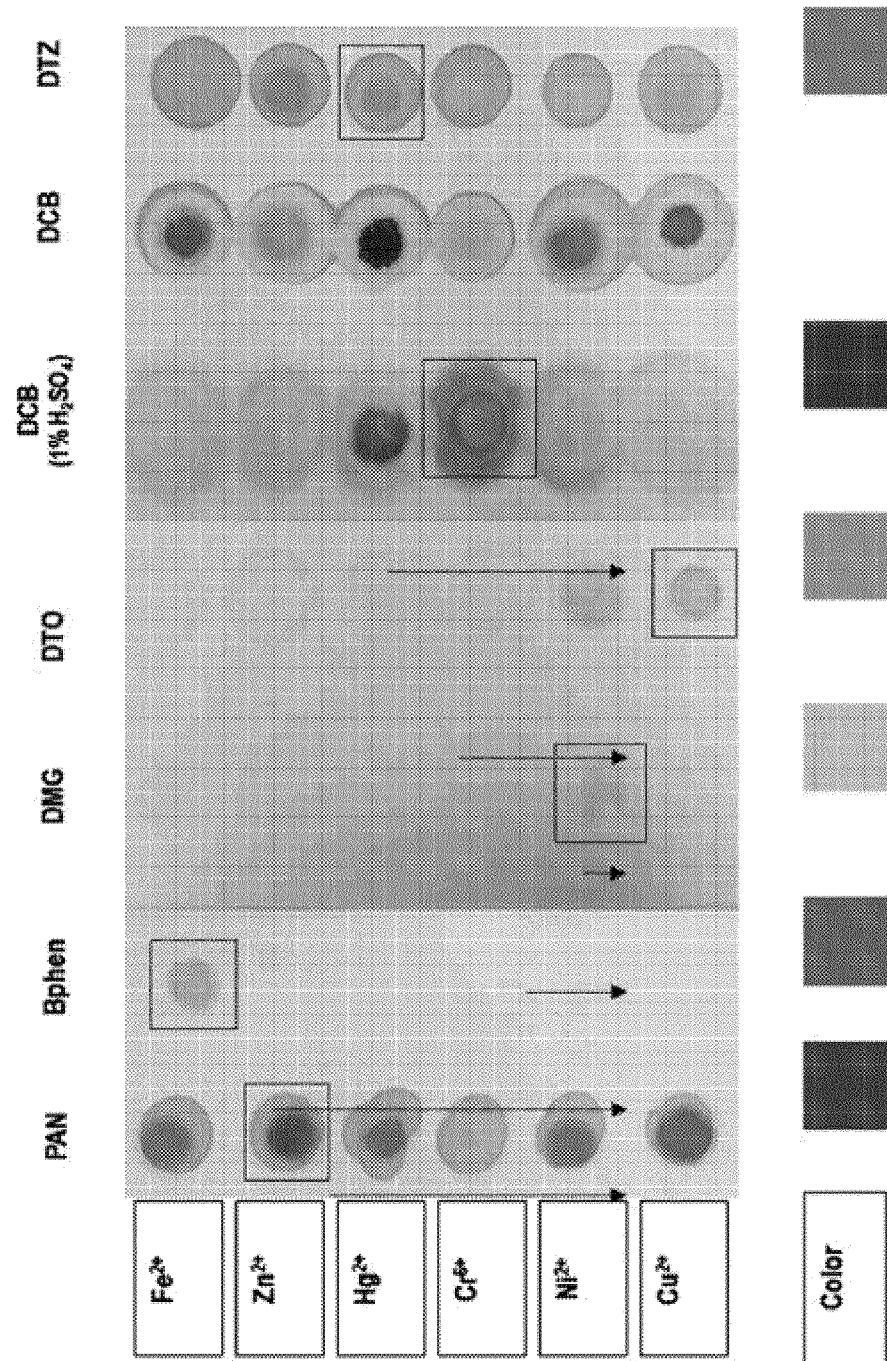 PAN
Bphen
DMG
DTO
DCB
(1% H₂SO₄)
DCB
DTZ
Fe²⁺
Zn²⁺
Hg²⁺
Cr⁶⁺
Ni²⁺
Cu²⁺
Color